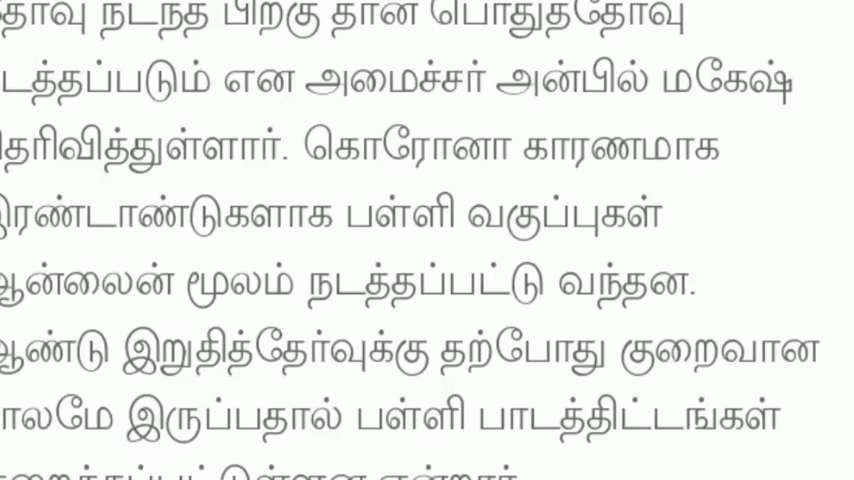 நடந்த பிறகு தான் பொதுத்தேர்வு
டத்தப்படும் என அமைச்சர் அன்பில் மகேஷ்
தெரிவித்துள்ளார். கொரோனா காரணமாக
இரண்டாண்டுகளாக பள்ளி வகுப்புகள்
ஆன்லைன் மூலம் நடத்தப்பட்டு வந்தன.
ஆண்டு இறுதித்தேர்வுக்கு தற்போது குறைவான
ாலமே இருப்பதால் பள்ளி பாடத்திட்டங்கள்